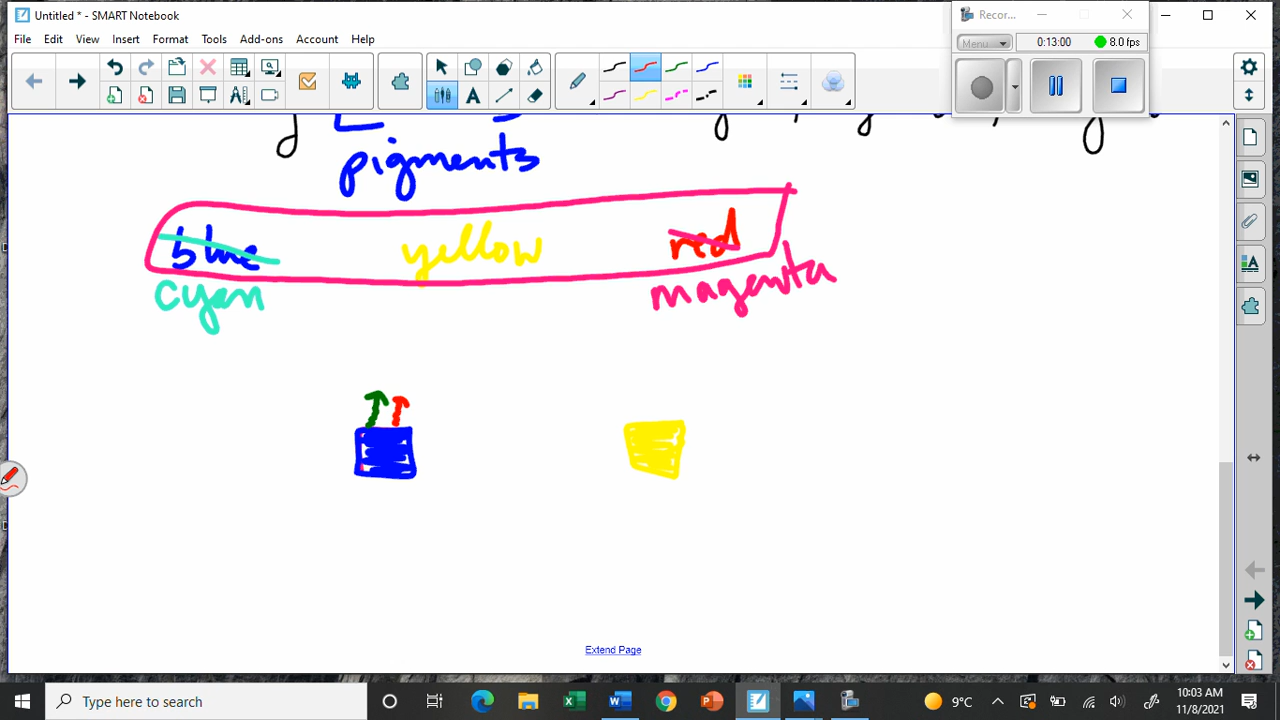 Untitled * - SMART Notebook
Recor...
File Edit View Insert Format Tools Add-ons Account Help
Menu 0:13:00 8.0 fps
pigments
blue yellow red
cyan magenta
Extend Page
Type here to search
9°C
10:03 AM
11/8/2021